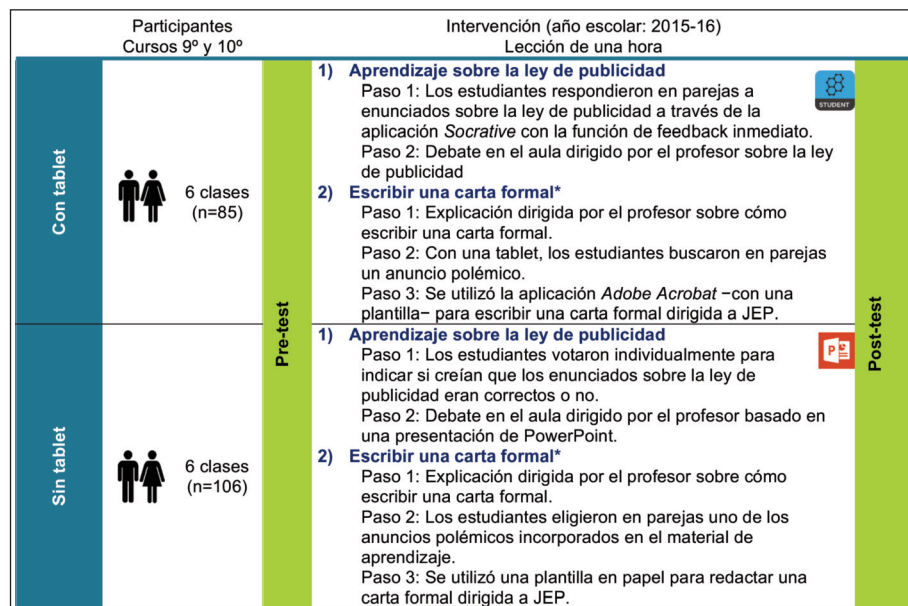 Participantes
Cursos 9º y 10º
Intervención (año escolar: 2015-16)
Lección de una hora
Con tablet
6 clases
(n=85)
Pre-test
1) Aprendizaje sobre la ley de publicidad
Paso 1: Los estudiantes respondieron en parejas a
enunciados sobre la ley de publicidad a través de la
aplicación Socrative con la función de feedback inmediato.
Paso 2: Debate en el aula dirigido por el profesor sobre la ley
de publicidad
2) Escribir una carta formal*
Paso 1: Explicación dirigida por el profesor sobre cómo
escribir una carta formal.
Paso 2: Con una tablet, los estudiantes buscaron en parejas
un anuncio polémico.
Paso 3: Se utilizó la aplicación Adobe Acrobat −con una
plantilla− para escribir una carta formal dirigida a JEP.
STUDENT
Post-test
Sin tablet
6 clases
(n=106)
1) Aprendizaje sobre la ley de publicidad
Paso 1: Los estudiantes votaron individualmente para
indicar si creían que los enunciados sobre la ley de
publicidad eran correctos o no.
Paso 2: Debate en el aula dirigido por el profesor basado en
una presentación de PowerPoint.
2) Escribir una carta formal*
Paso 1: Explicación dirigida por el profesor sobre cómo
escribir una carta formal.
Paso 2: Los estudiantes eligieron en parejas uno de los
anuncios polémicos incorporados en el material de
aprendizaje.
Paso 3: Se utilizó una plantilla en papel para redactar una
carta formal dirigida a JEP.
P